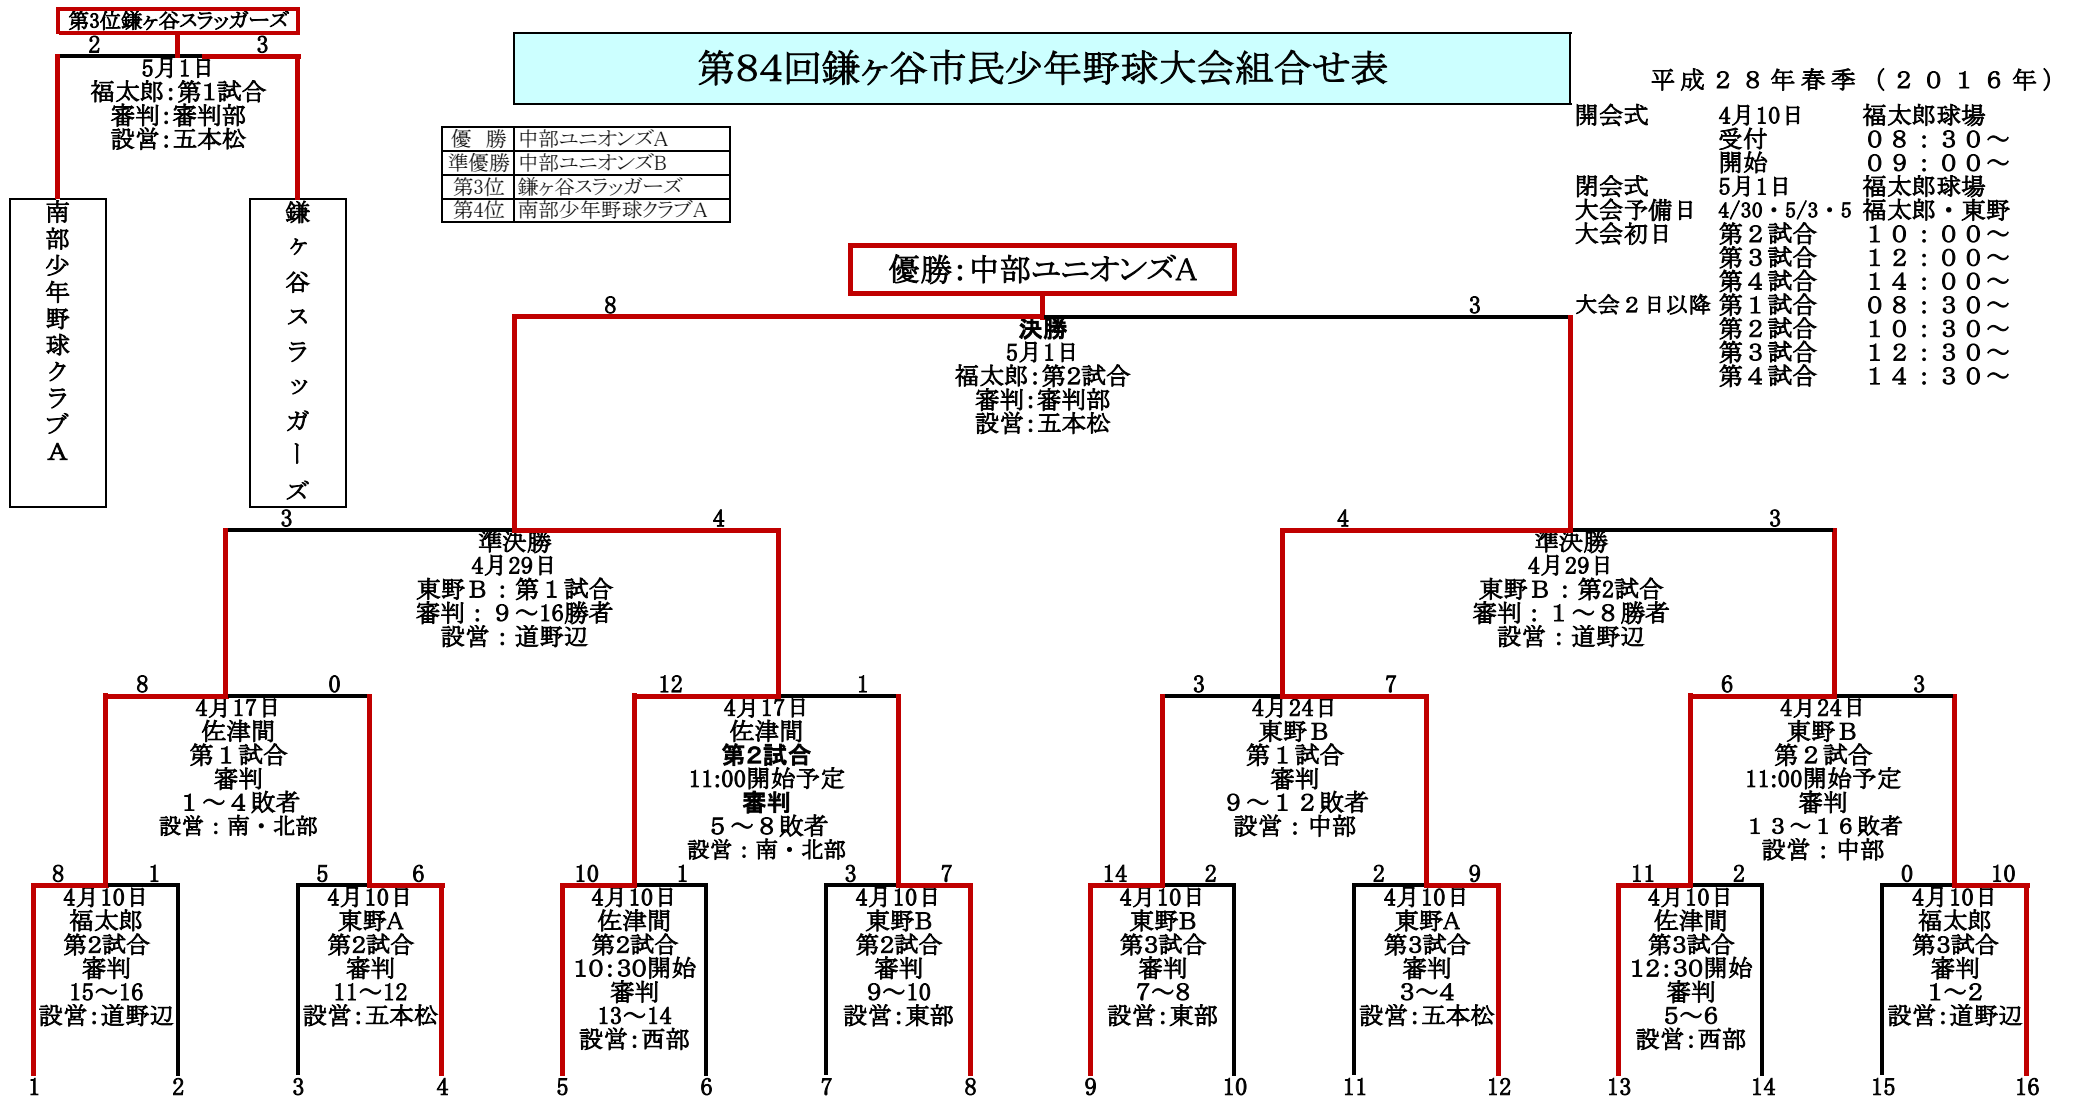 第3位鎌ヶ谷スラッガーズ
2 3
5月1日
福太郎：第1試合
審判：審判部
設営：五本松
南部少年野球クラブA
鎌ヶ谷スラッガーズ
第84回鎌ヶ谷市民少年野球大会組合せ表
優　勝 中部ユニオンズA
準優勝 中部ユニオンズB
第3位 鎌ヶ谷スラッガーズ
第4位 南部少年野球クラブA
平成２８年春季（２０１６年）
開会式 4月10日 福太郎球場
受付 ０８：３０～
開始 ０９：００～
閉会式 5月1日 福太郎球場
大会予備日 4/30・5/3・5 福太郎・東野
大会初日 第２試合 １０：００～
第３試合 １２：００～
第４試合 １４：００～
大会２日以降 第１試合 ０８：３０～
第２試合 １０：３０～
第３試合 １２：３０～
第４試合 １４：３０～
優勝：中部ユニオンズA
8 3
決勝
5月1日
福太郎：第2試合
審判：審判部
設営：五本松
3 4
準決勝
4月29日
東野Ｂ：第１試合
審判：９～16勝者
設営：道野辺
4 3
準決勝
4月29日
東野Ｂ：第2試合
審判：１～８勝者
設営：道野辺
8 0
4月17日
佐津間
第１試合
審判
１～４敗者
設営：南・北部
12 1
4月17日
佐津間
第2試合
11:00開始予定
審判
５～８敗者
設営：南・北部
3 7
4月24日
東野Ｂ
第１試合
審判
９～１２敗者
設営：中部
6 3
4月24日
東野Ｂ
第２試合
11:00開始予定
審判
１３～１６敗者
設営：中部
8 1
4月10日
福太郎
第2試合
審判
15～16
設営：道野辺
5 6
4月10日
東野A
第2試合
審判
11～12
設営：五本松
10 1
4月10日
佐津間
第2試合
10：30開始
審判
13～14
設営：西部
3 7
4月10日
東野B
第2試合
審判
9～10
設営：東部
14 2
4月10日
東野B
第3試合
審判
7～8
設営：東部
2 9
4月10日
東野A
第3試合
審判
3～4
設営：五本松
11 2
4月10日
佐津間
第3試合
12：30開始
審判
5～6
設営：西部
0 10
4月10日
福太郎
第3試合
審判
1～2
設営：道野辺
1 2 3 4 5 6 7 8 9 10 11 12 13 14 15 16